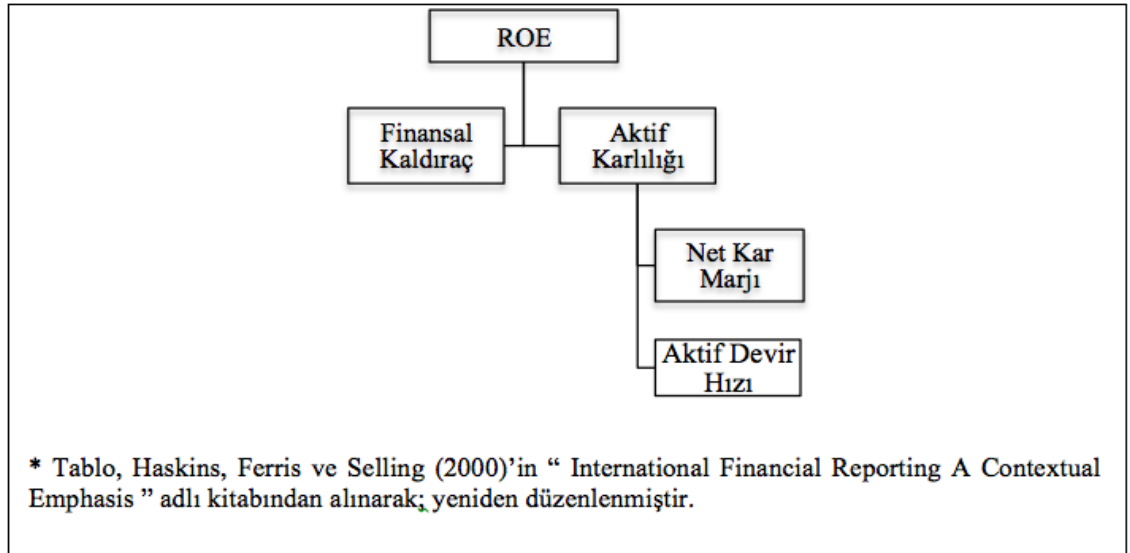 ROE
Finansal
Kaldıraç
Aktif
Karlılığı
Net Kar
Marjı
Aktif Devir
Hızı
* Tablo, Haskins, Ferris ve Selling (2000)’in “ International Financial Reporting A Contextual
Emphasis ” adlı kitabından alınarak; yeniden düzenlenmiştir.